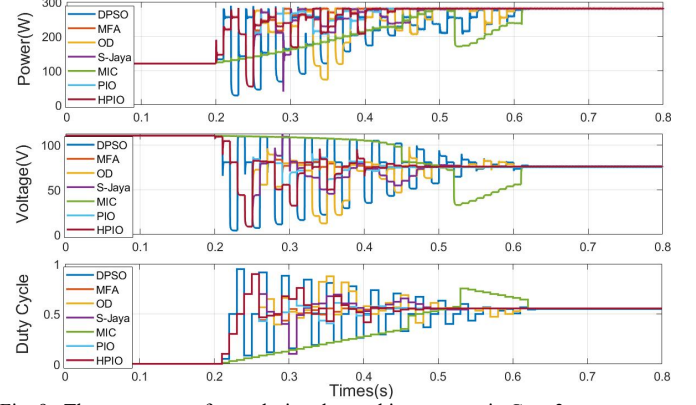 300
200
100
0
Power(W)
DPSO
MFA
OD
S-Jaya
MIC
PIO
HPIO
0 0.1 0.2 0.3 0.4 0.5 0.6 0.7 0.8
100
50
0
Voltage(V)
DPSO
MFA
OD
S-Jaya
MIC
PIO
HPIO
0 0.1 0.2 0.3 0.4 0.5 0.6 0.7 0.8
1
0.5
0
Duty Cycle
DPSO
MFA
OD
S-Jaya
MIC
PIO
HPIO
0 0.1 0.2 0.3 0.4 0.5 0.6 0.7 0.8
Times(s)